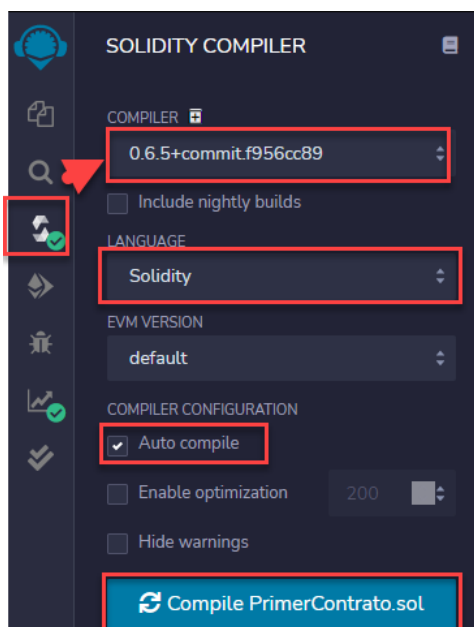 SOLIDITY COMPILER
COMPILER
0.6.5+commit.f956cc89
Include nightly builds
LANGUAGE
Solidity
EVM VERSION
default
COMPILER CONFIGURATION
Auto compile
Enable optimization 200
Hide warnings
Compile PrimerContrato.sol